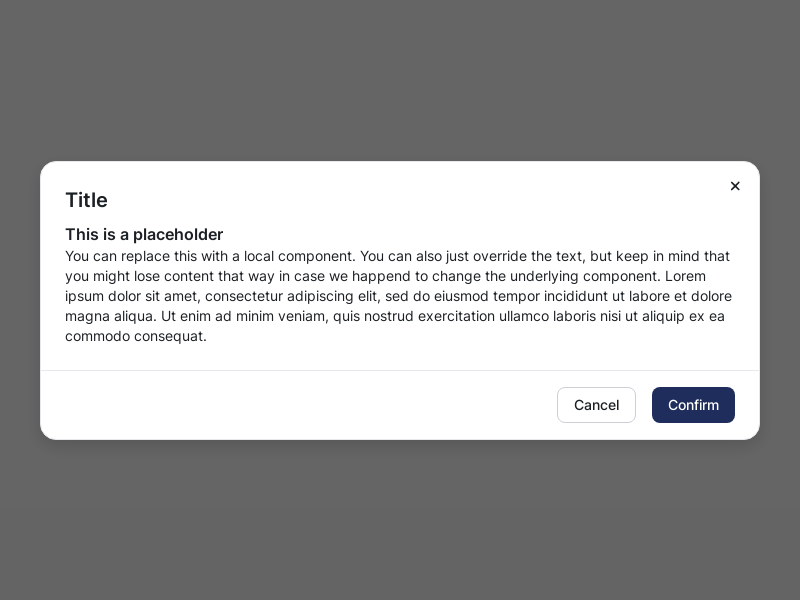 Title
This is a placeholder
You can replace this with a local component. You can also just override the text, but keep in mind that
you might lose content that way in case we happend to change the underlying component. Lorem
ipsum dolor sit amet, consectetur adipiscing elit, sed do eiusmod tempor incididunt ut labore et dolore
magna aliqua. Ut enim ad minim veniam, quis nostrud exercitation ullamco laboris nisi ut aliquip ex ea
commodo consequat.
Cancel
Confirm